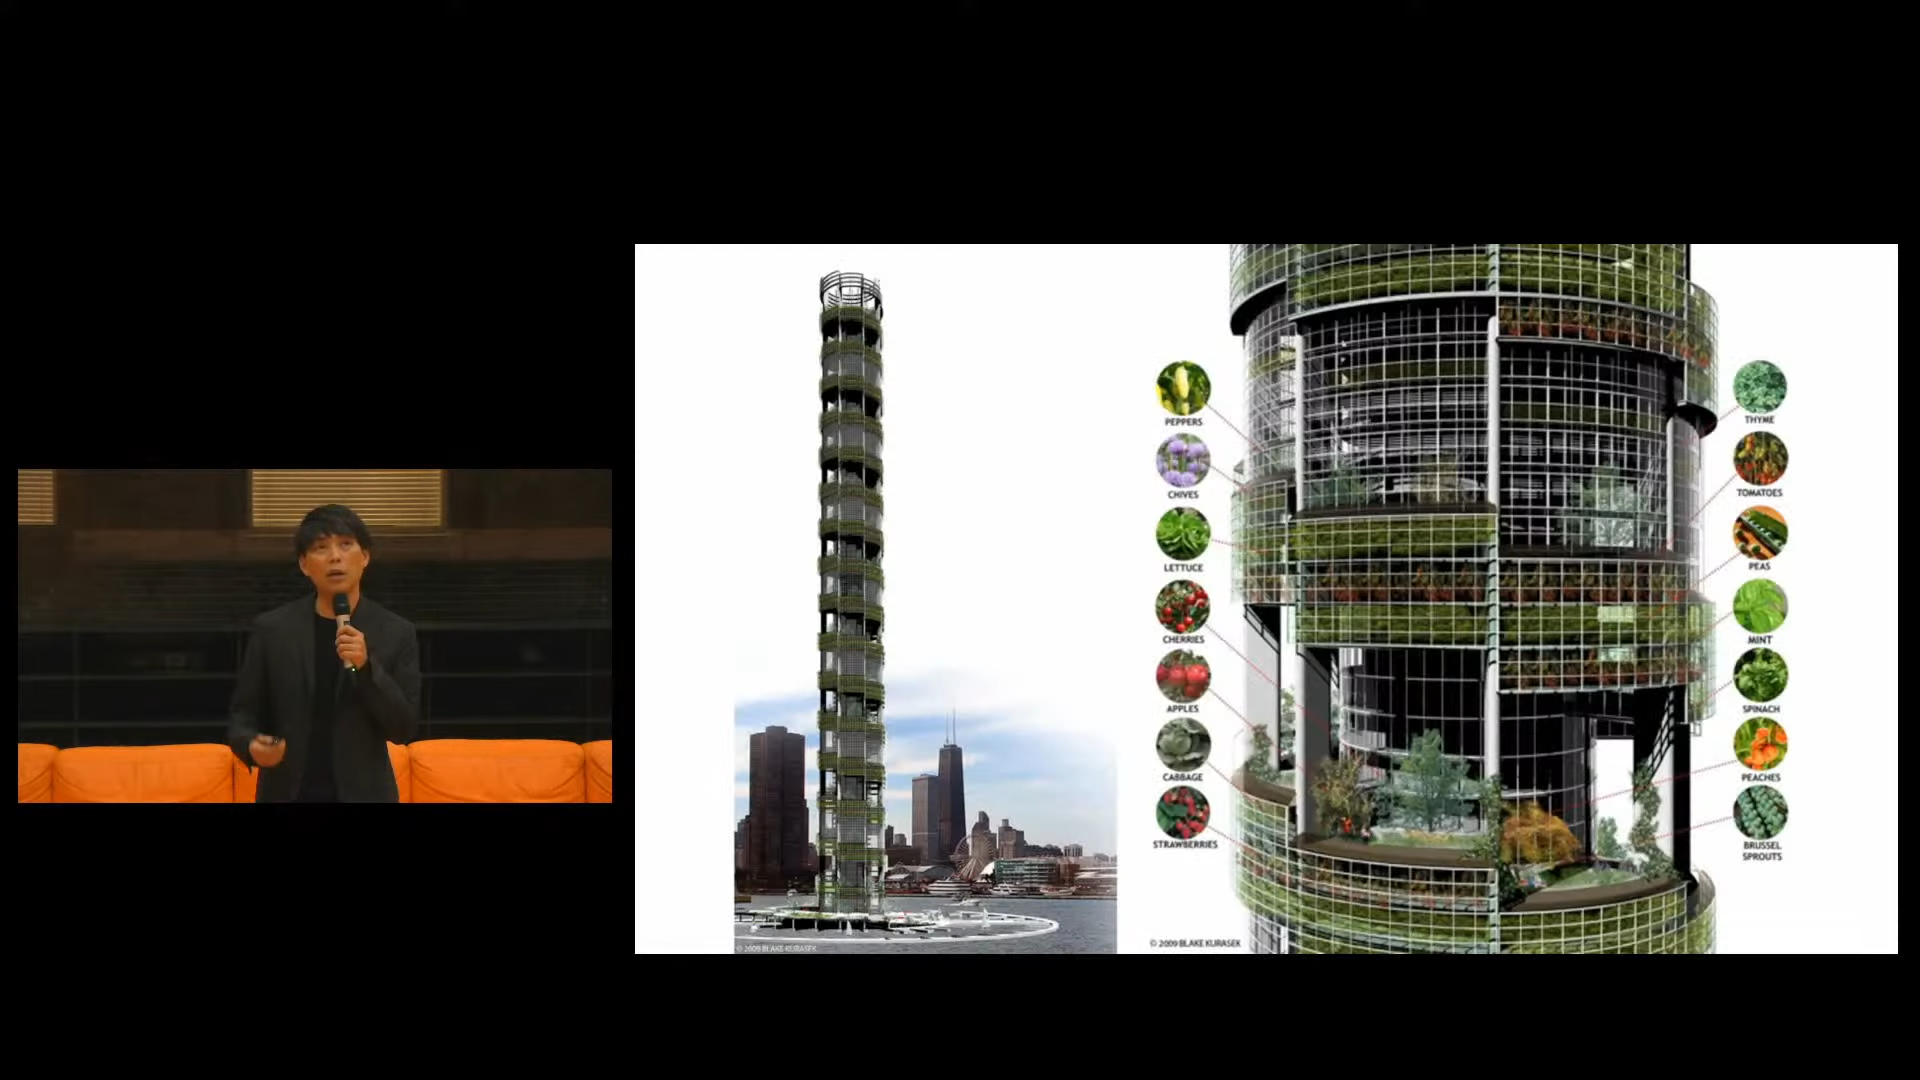 PEPPERS
CHIVES
LETTUCE
CHERRIES
APPLES
CABBAGE
STRAWBERRIES
THYME
TOMATOES
PEAS
MINT
SPINACH
PEACHES
BRUSSEL
SPROUTS
© 2009 BLAKE KURASEK
© 2009 BLAKE KURASEK